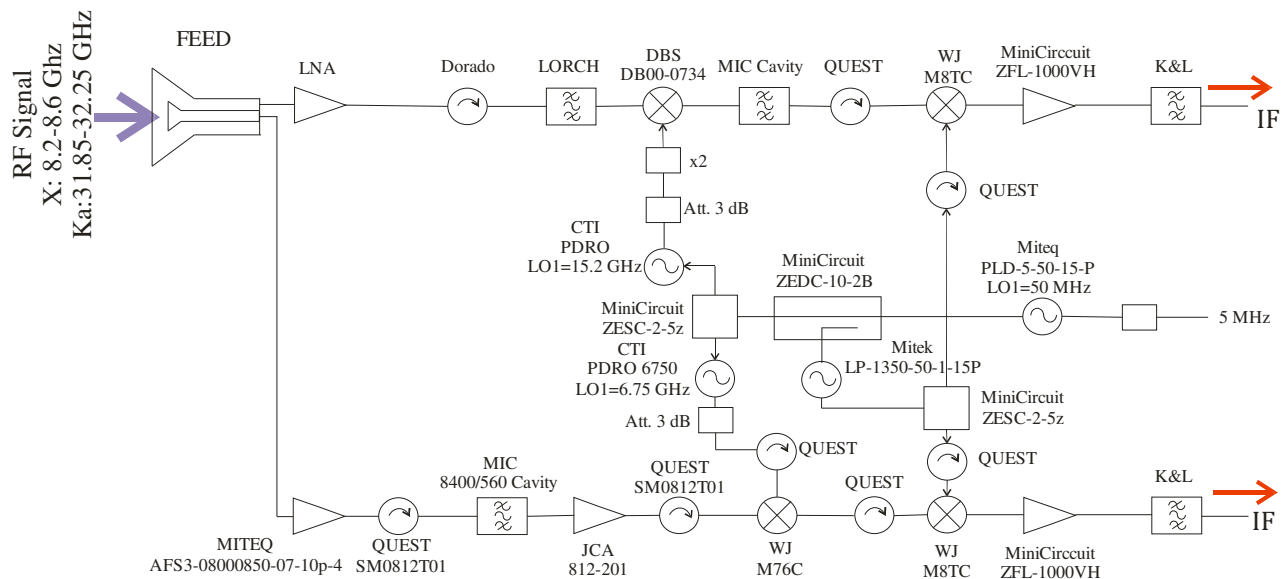 RF Signal
X: 8.2-8.6 Ghz
Ka:31.85-32.25 GHz
FEED
LNA
Dorado
LORCH
DBS
DB00-0734
MIC Cavity
QUEST
WJ
M8TC
MiniCirccuit
ZFL-1000VH
K&L
IF
x2
Att. 3 dB
QUEST
CTI
PDRO
LO1=15.2 GHz
MiniCircuit
ZEDC-10-2B
Miteq
PLD-5-50-15-P
LO1=50 MHz
MiniCircuit
ZESC-2-5z
5 MHz
CTI
PDRO 6750
LO1=6.75 GHz
Mitek
LP-1350-50-1-15P
MiniCircuit
ZESC-2-5z
Att. 3 dB
QUEST
QUEST
MIC
8400/560 Cavity
QUEST
SM0812T01
QUEST
K&L
IF
MITEQ
AFS3-08000850-07-10p-4
QUEST
SM0812T01
JCA
812-201
WJ
M76C
WJ
M8TC
MiniCirccuit
ZFL-1000VH